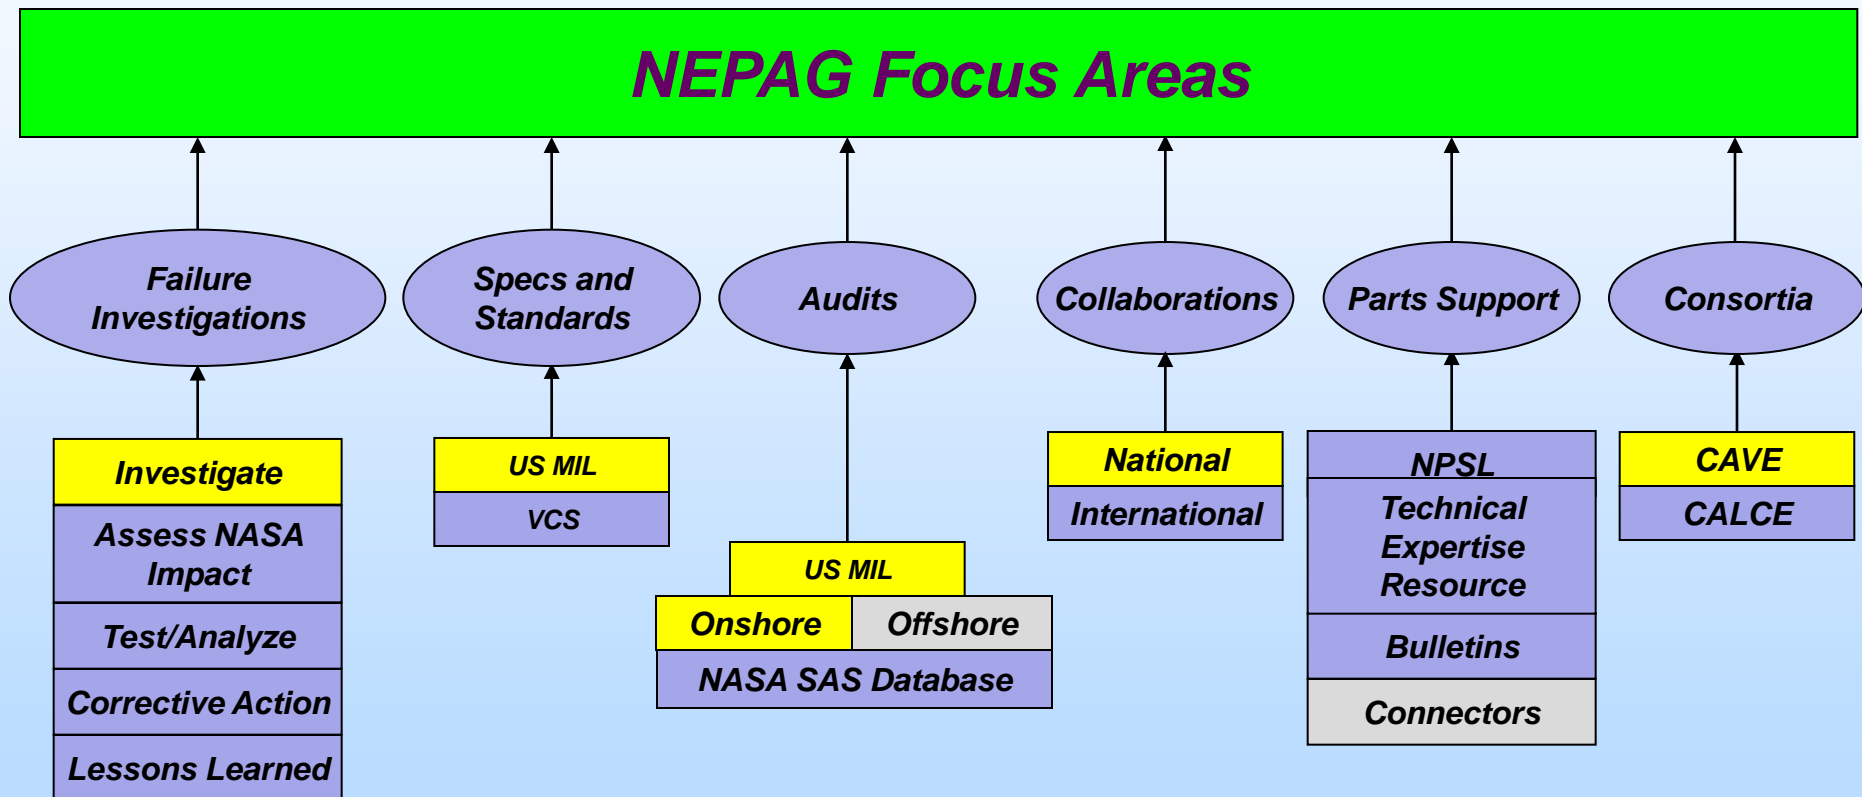 NEPAG Focus Areas
Failure
Investigations
Specs and
Standards
Audits
Collaborations
Parts Support
Consortia
Investigate
Assess NASA
Impact
Test/Analyze
Corrective Action
Lessons Learned
US MIL
VCS
US MIL
Onshore
Offshore
NASA SAS Database
National
International
NPSL
Technical
Expertise
Resource
Bulletins
Connectors
CAVE
CALCE